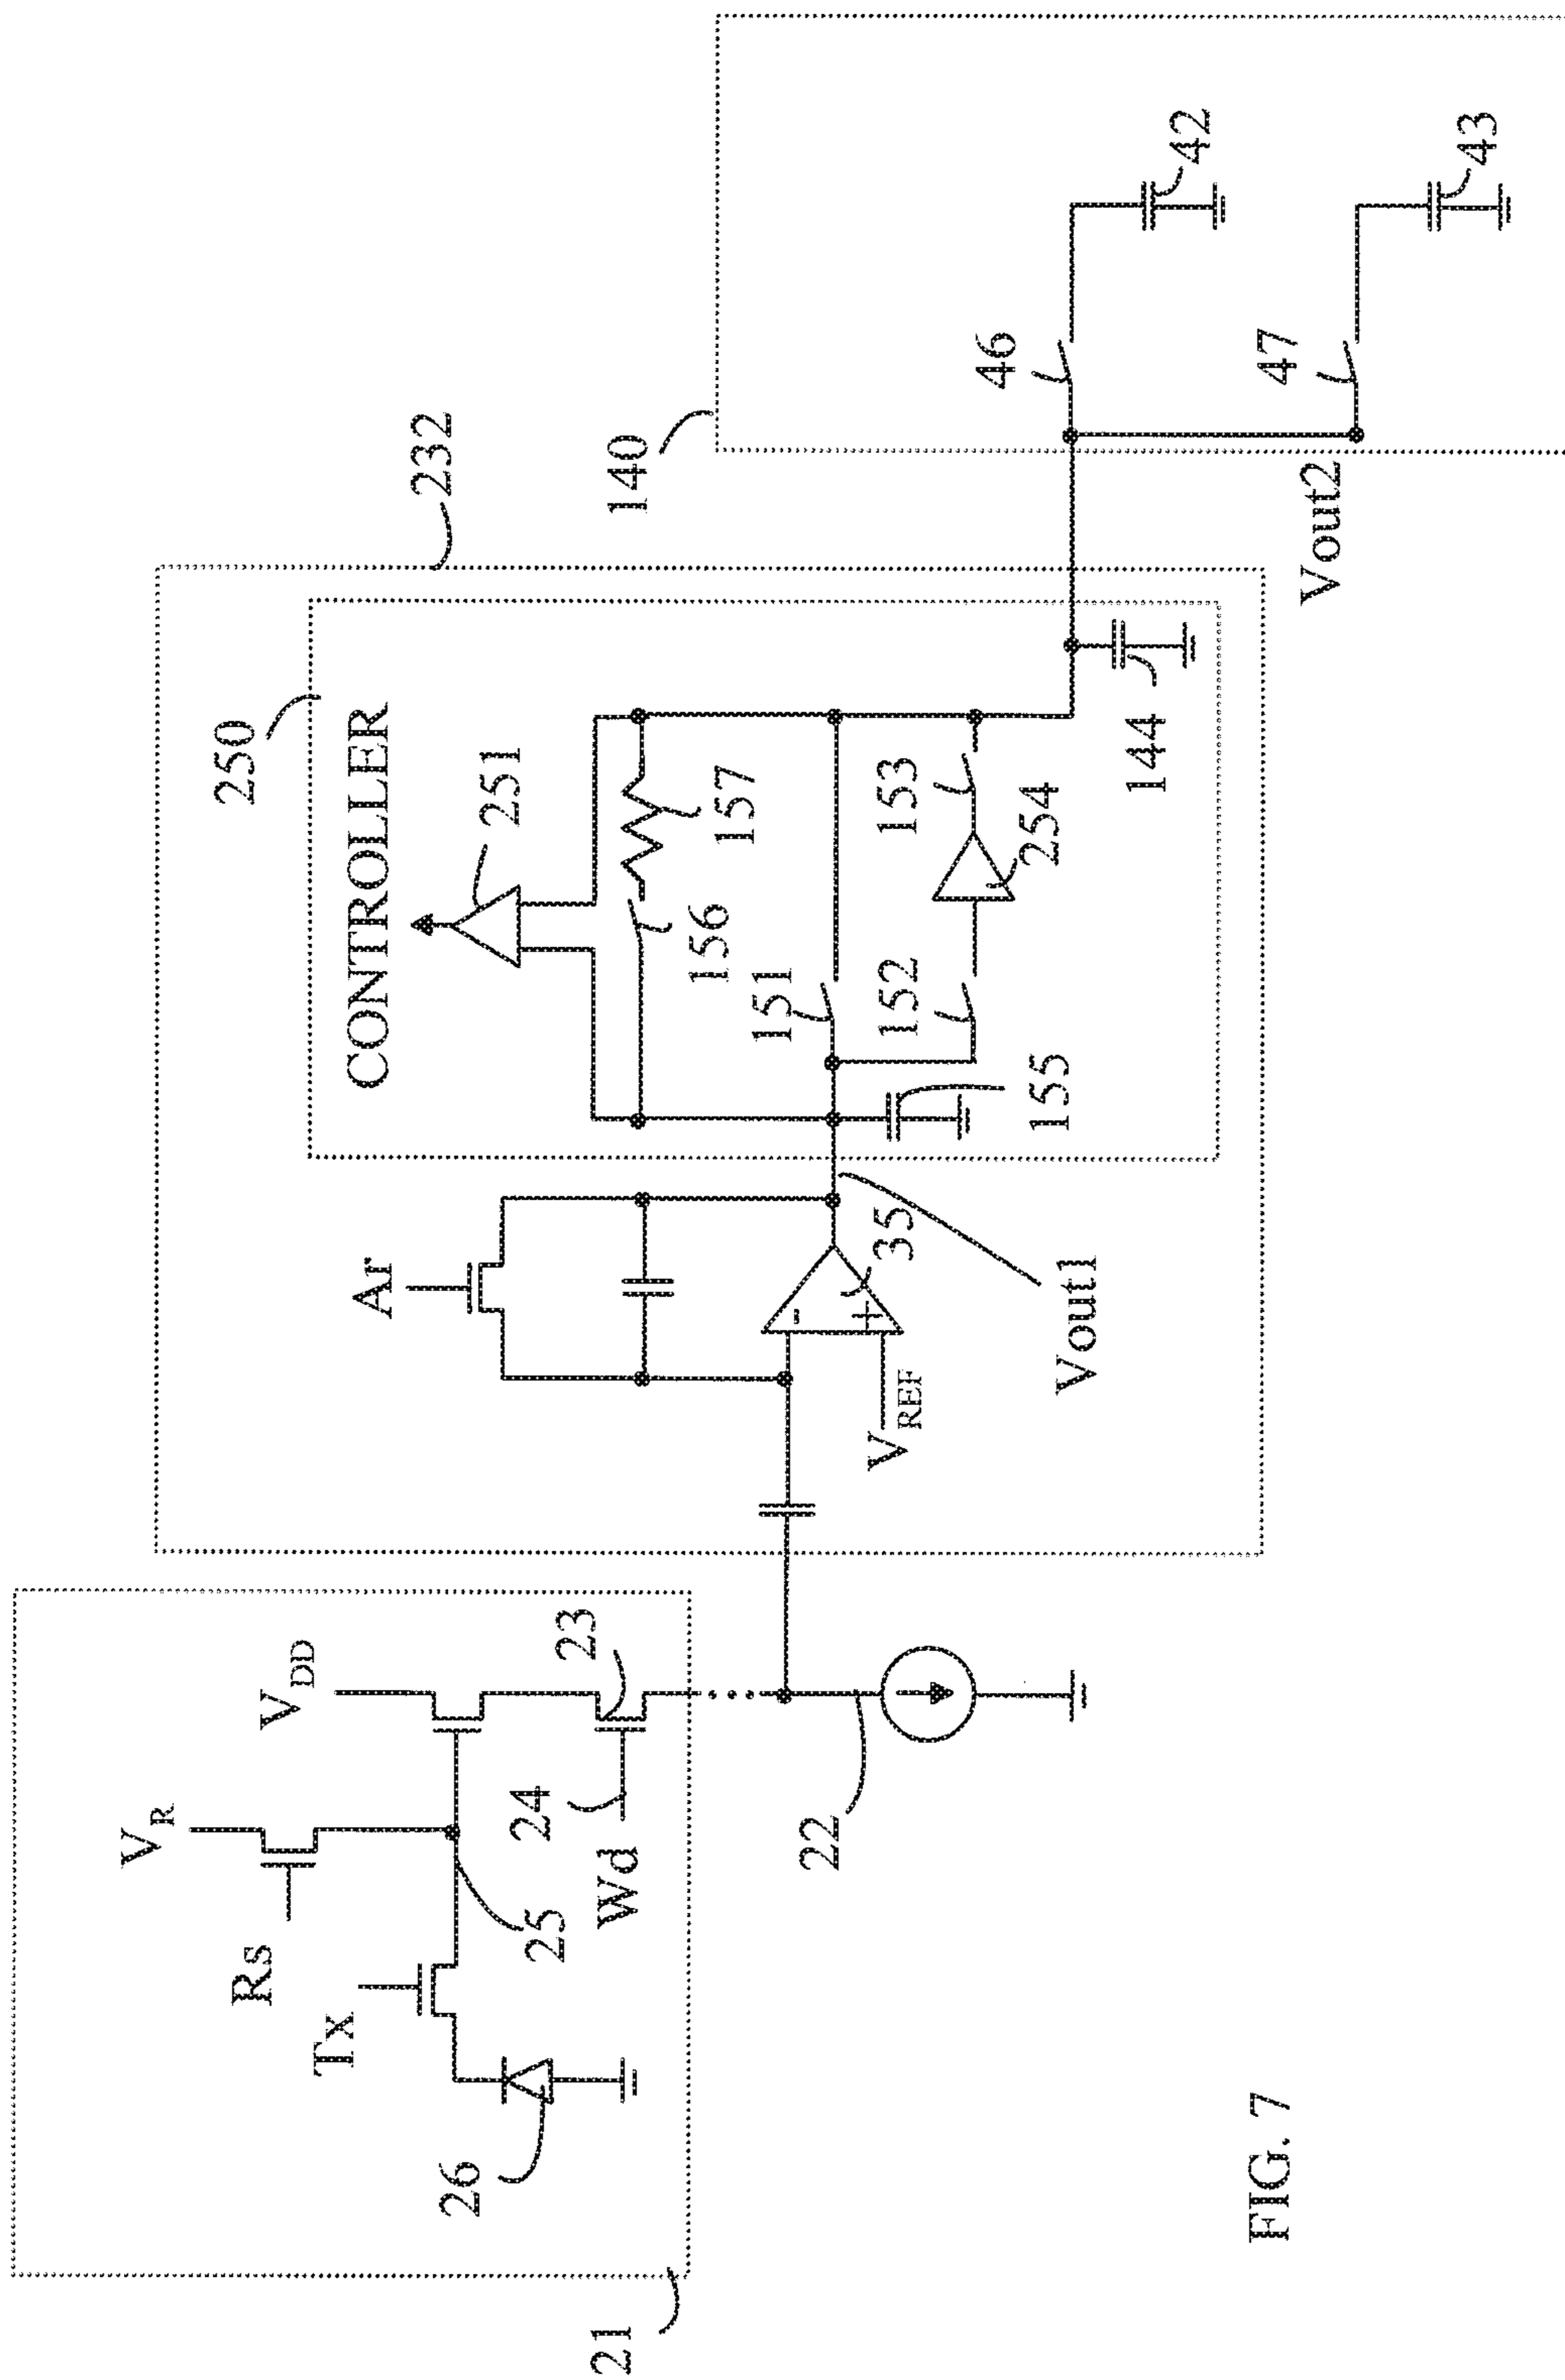 21
26
Tx
Rs
V_R
V_DD
25
24
Wd
23
22
232
250
CONTROLLER
251
Ar
156
157
151
152
153
254
155
144
V_REF
-
+
35
Vout1
140
46
42
47
43
Vout2
FIG. 7